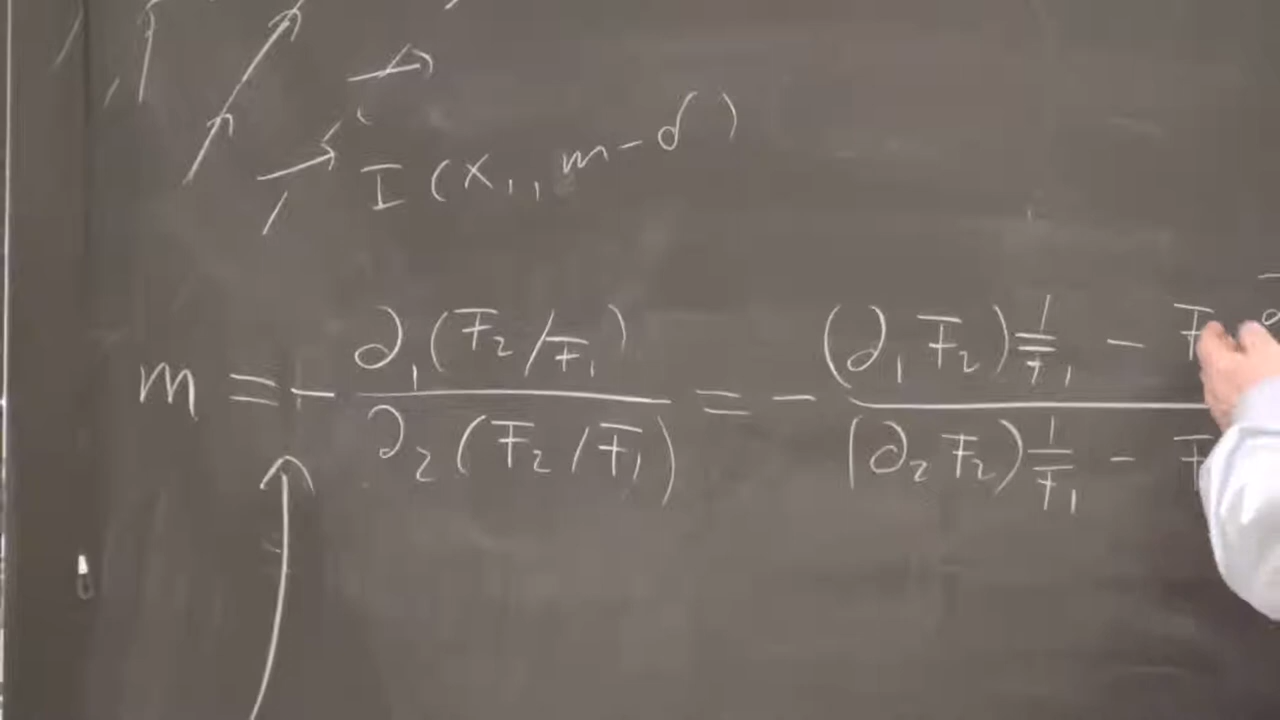 I (x₁, m-d)
m = - ∂₁(F₂/F₁) / ∂₂(F₂/F₁) = - (∂₁F₂) 1/F₁ - F / (∂₂F₂) 1/F₁ - F